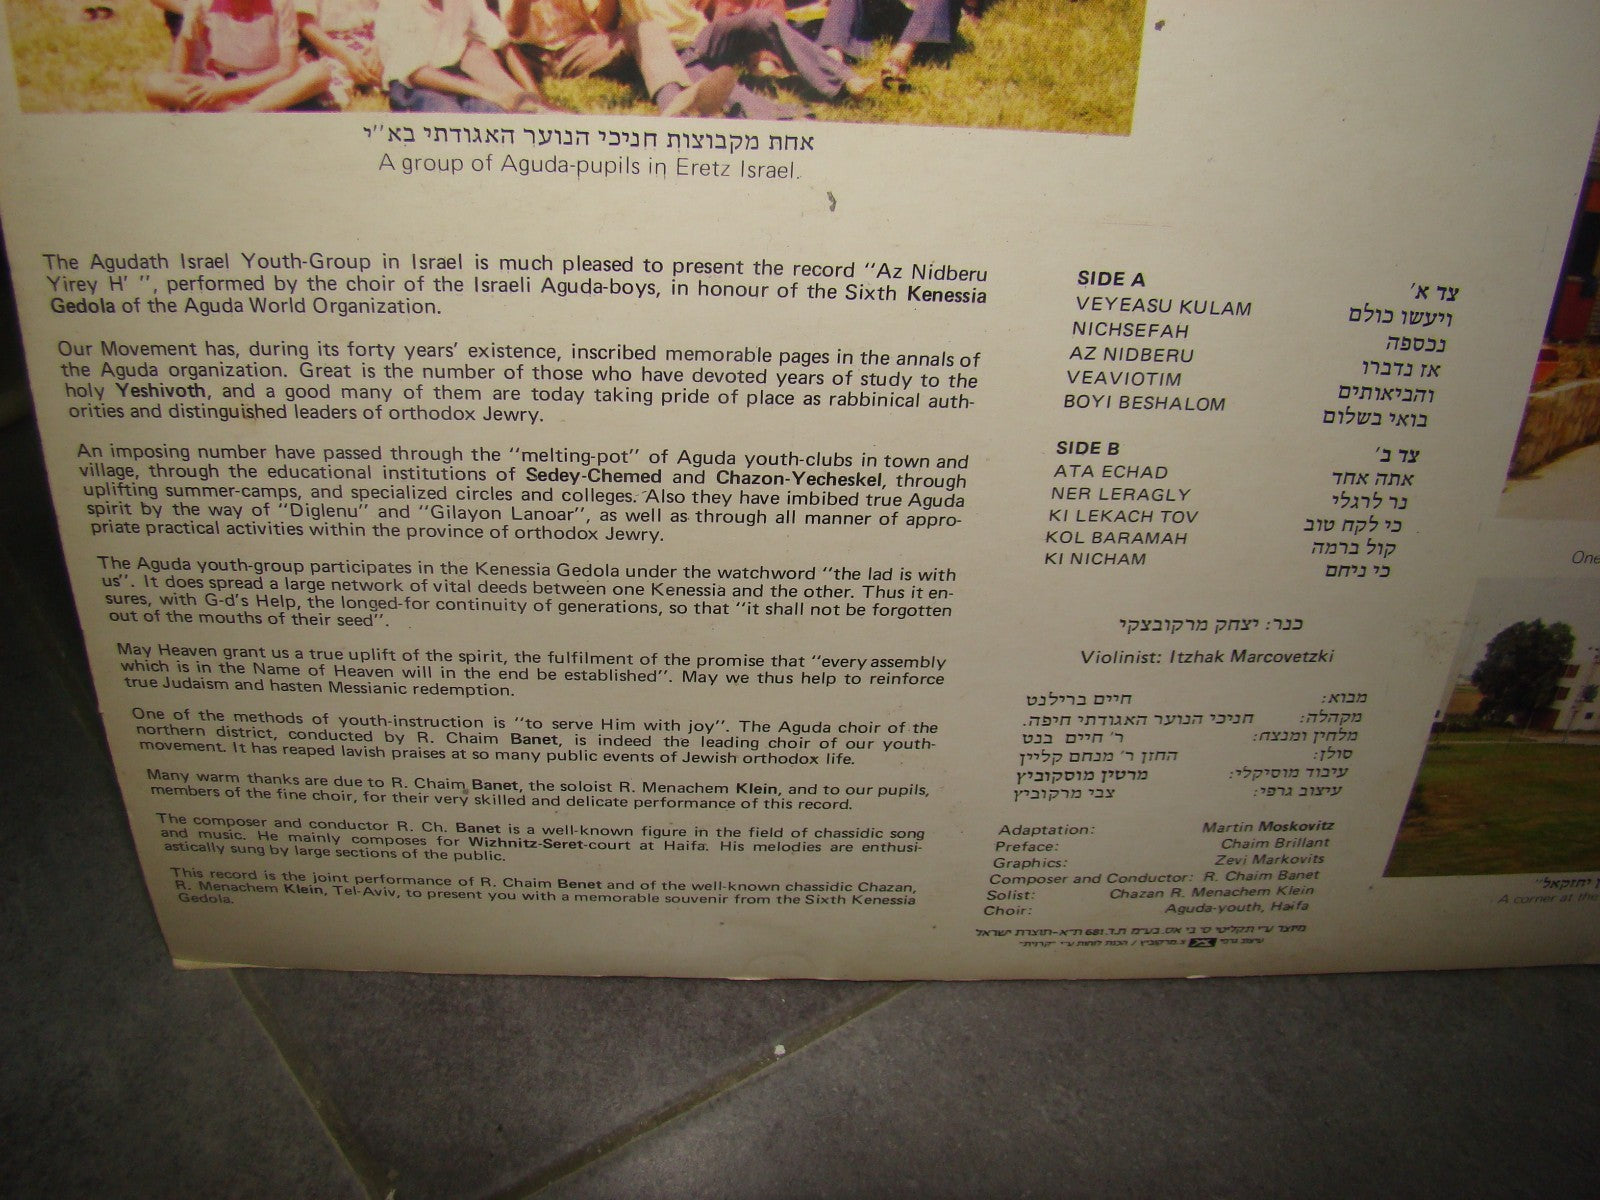 אחת מקבוצות חניכי הנוער האגודתי בא״י
A group of Aguda-pupils in Eretz Israel.
The Agudath Israel Youth-Group in Israel is much pleased to present the record "Az Nidberu
Yirey H' ", performed by the choir of the Israeli Aguda-boys, in honour of the Sixth Kenessia
Gedola of the Aguda World Organization.
Our Movement has, during its forty years' existence, inscribed memorable pages in the annals of
the Aguda organization. Great is the number of those who have devoted years of study to the
holy Yeshivoth, and a good many of them are today taking pride of place as rabbinical auth-
orities and distinguished leaders of orthodox Jewry.
An imposing number have passed through the "melting-pot" of Aguda youth-clubs in town and
village, through the educational institutions of Sedey-Chemed and Chazon-Yecheskel, through
uplifting summer-camps, and specialized circles and colleges. Also they have imbibed true Aguda
spirit by the way of "Diglenu" and "Gilayon Lanoar", as well as through all manner of appro-
priate practical activities within the province of orthodox Jewry.
The Aguda youth-group participates in the Kenessia Gedola under the watchword "the lad is with
us". It does spread a large network of vital deeds between one Kenessia and the other. Thus it en-
sures, with G-d's Help, the longed-for continuity of generations, so that "it shall not be forgotten
out of the mouths of their seed".
May Heaven grant us a true uplift of the spirit, the fulfilment of the promise that "every assembly
which is in the Name of Heaven will in the end be established". May we thus help to reinforce
true Judaism and hasten Messianic redemption.
One of the methods of youth-instruction is "to serve Him with joy". The Aguda choir of the
northern district, conducted by R. Chaim Banet, is indeed the leading choir of our youth-
movement. It has reaped lavish praises at so many public events of Jewish orthodox life.
Many warm thanks are due to R. Chaim Banet, the soloist R. Menachem Klein, and to our pupils,
members of the fine choir, for their very skilled and delicate performance of this record.
The composer and conductor R. Ch. Banet is a well-known figure in the field of chassidic song
and music. He mainly composes for Wizhnitz-Seret-court at Haifa. His melodies are enthusi-
astically sung by large sections of the public.
This record is the joint performance of R. Chaim Benet and of the well-known chassidic Chazan,
R. Menachem Klein, Tel-Aviv, to present you with a memorable souvenir from the Sixth Kenessia
Gedola.
SIDE A צד א׳
VEYEASU KULAM ויעשו כולם
NICHSEFAH נכספה
AZ NIDBERU אז נדברו
VEAVIOTIM והביאותים
BOYI BESHALOM בואי בשלום
SIDE B צד ב׳
ATA ECHAD אתה אחד
NER LERAGLY נר לרגלי
KI LEKACH TOV כי לקח טוב
KOL BARAMAH קול ברמה
KI NICHAM כי ניחם
כנר: יצחק מרקובצקי
Violinist: Itzhak Marcovetzki
מבוא: חיים ברילנט
מקהלה: חניכי הנוער האגודתי חיפה.
מלחין ומנצח: ר׳ חיים בנט
סולן: החזן ר׳ מנחם קליין
עיבוד מוסיקלי: מרטין מוסקוביץ
עיצוב גרפי: צבי מרקוביץ
Adaptation: Martin Moskovitz
Preface: Chaim Brillant
Graphics: Zevi Markovits
Composer and Conductor: R. Chaim Banet
Solist: Chazan R. Menachem Klein
Choir: Aguda-youth, Haifa
מיוצר ע״י תקליטי סי בי אס. בע״מ ת.ד. 681 ת״א-תוצרת ישראל
עיצוב גרפי צ. מרקוביץ / הכנת לוחות ע״י "קרנית"
One
יחזקאל"
A corner at the